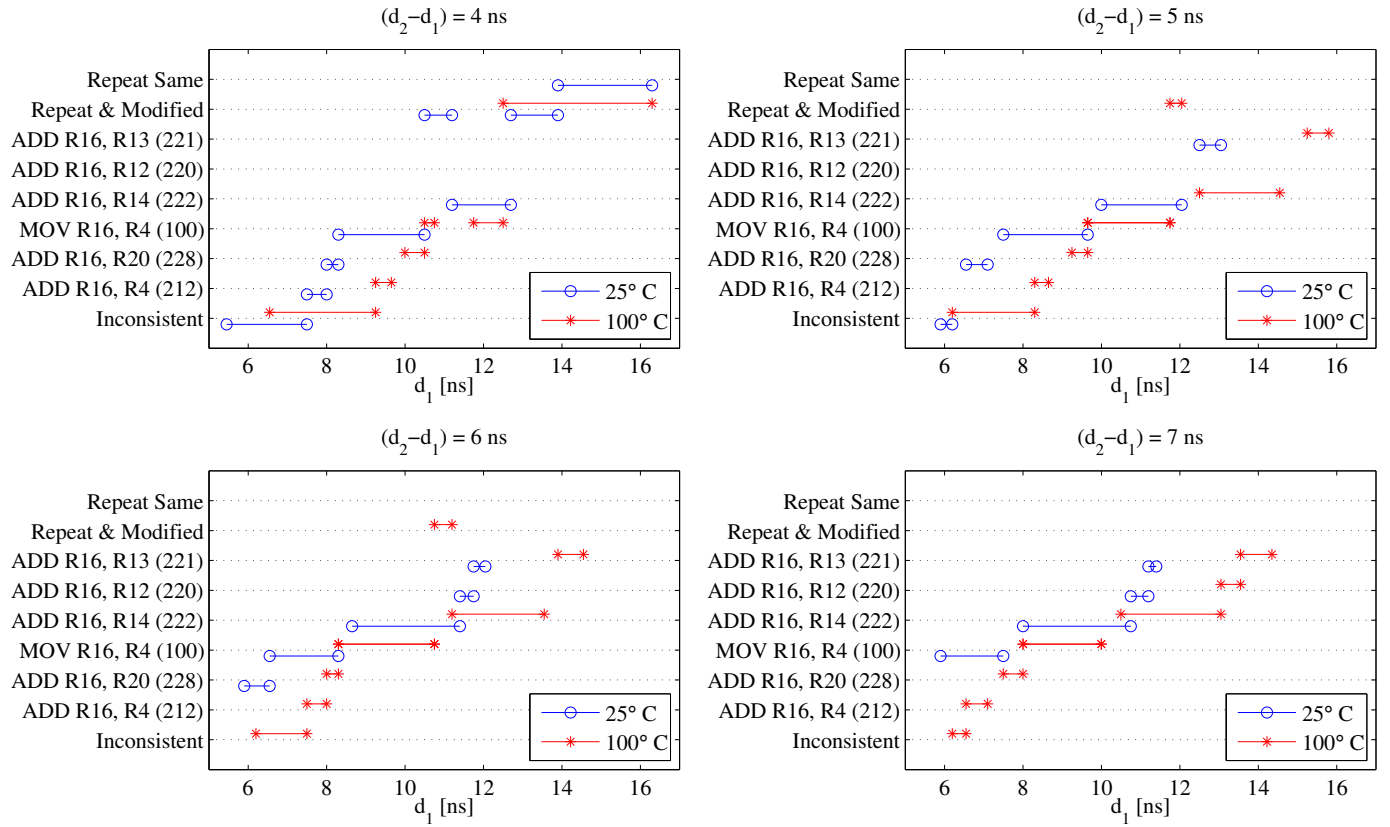 (d2−d1) = 4 ns
Repeat Same
Repeat & Modified
ADD R16, R13 (221)
ADD R16, R12 (220)
ADD R16, R14 (222)
MOV R16, R4 (100)
ADD R16, R20 (228)
ADD R16, R4 (212)
Inconsistent
25° C
100° C
6 8 10 12 14 16
d1 [ns]
(d2−d1) = 5 ns
Repeat Same
Repeat & Modified
ADD R16, R13 (221)
ADD R16, R12 (220)
ADD R16, R14 (222)
MOV R16, R4 (100)
ADD R16, R20 (228)
ADD R16, R4 (212)
Inconsistent
25° C
100° C
6 8 10 12 14 16
d1 [ns]
(d2−d1) = 6 ns
Repeat Same
Repeat & Modified
ADD R16, R13 (221)
ADD R16, R12 (220)
ADD R16, R14 (222)
MOV R16, R4 (100)
ADD R16, R20 (228)
ADD R16, R4 (212)
Inconsistent
25° C
100° C
6 8 10 12 14 16
d1 [ns]
(d2−d1) = 7 ns
Repeat Same
Repeat & Modified
ADD R16, R13 (221)
ADD R16, R12 (220)
ADD R16, R14 (222)
MOV R16, R4 (100)
ADD R16, R20 (228)
ADD R16, R4 (212)
Inconsistent
25° C
100° C
6 8 10 12 14 16
d1 [ns]